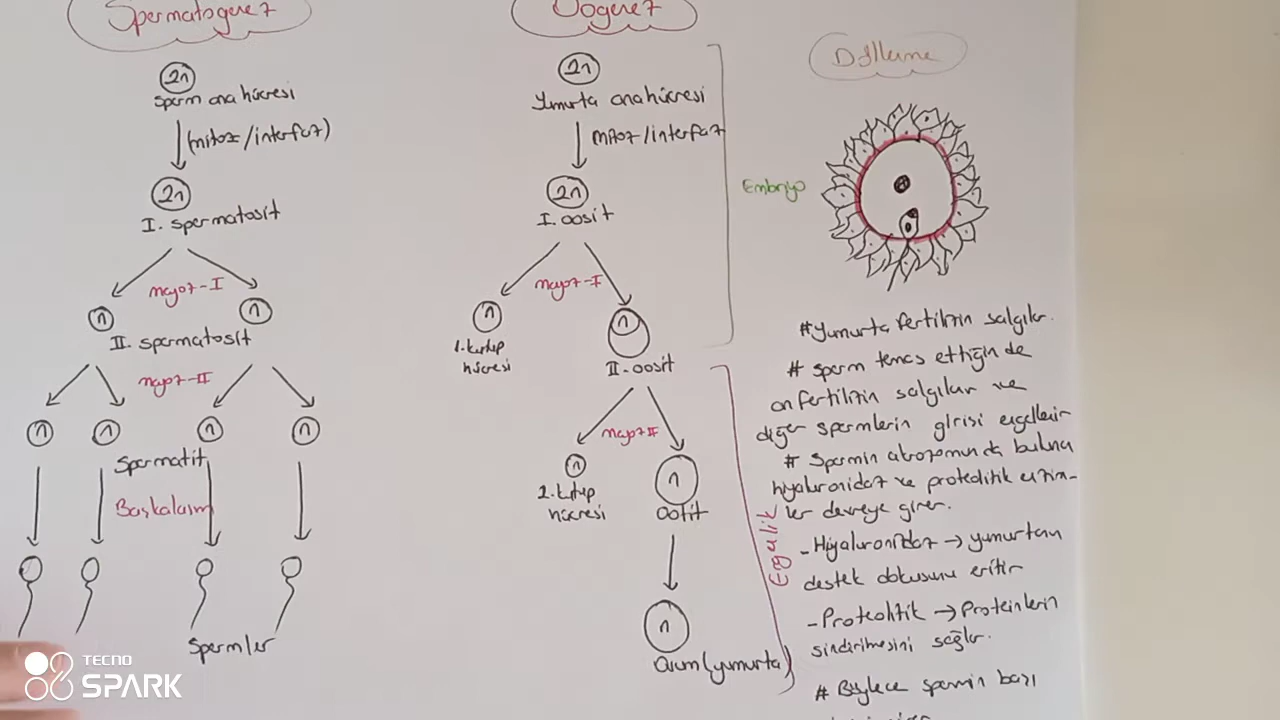 Spermatogenez
2n
Sperm ana hücresi
(mitoz/interfaz)
2n
I. spermatosit
mayoz-I
n
n
II. spermatosit
mayoz-II
n
n
n
n
Spermatit
Başkalaşım
Spermler
Oogenez
2n
Yumurta ana hücresi
mitoz/interfaz
2n
I. oosit
mayoz-I
n
n
1. kutup
hücresi
II-oosit
mayoz II
n
n
2. kutup
hücresi
Ootit
n
Ovum (yumurta)
Embriyo
Ergenlik
Döllenme
# Yumurta fertilizin salgılar.
# Sperm temas ettiğinde
anfertilizin salgılar ve
diğer spermlerin girişi engellenir
# Spermin akrozomunda bulunan
hiyaluronidaz ve proteolitik enzim-
ler devreye girer.
- Hiyaluronidaz → yumurtanın
destek dokusunu eritir
- Proteolitik → Proteinlerin
sindirilmesini sağlar.
# Böylece spermin başı
TECNO
SPARK